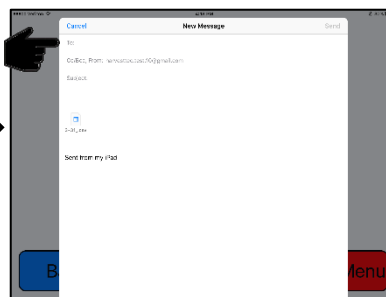 Cancel New Message Send
To:
Cc/Bcc, From:
Subject:
Sent from my iPad
B
Menu